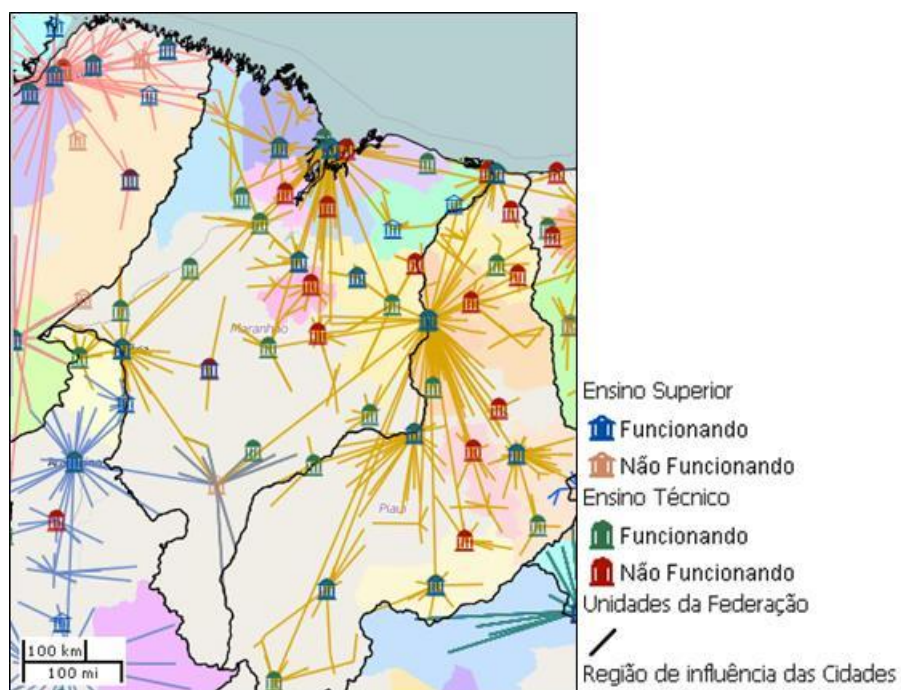 Maranhão
Piauí
100 km
100 mi
Ensino Superior
Funcionando
Não Funcionando
Ensino Técnico
Funcionando
Não Funcionando
Unidades da Federação
Região de influência das Cidades